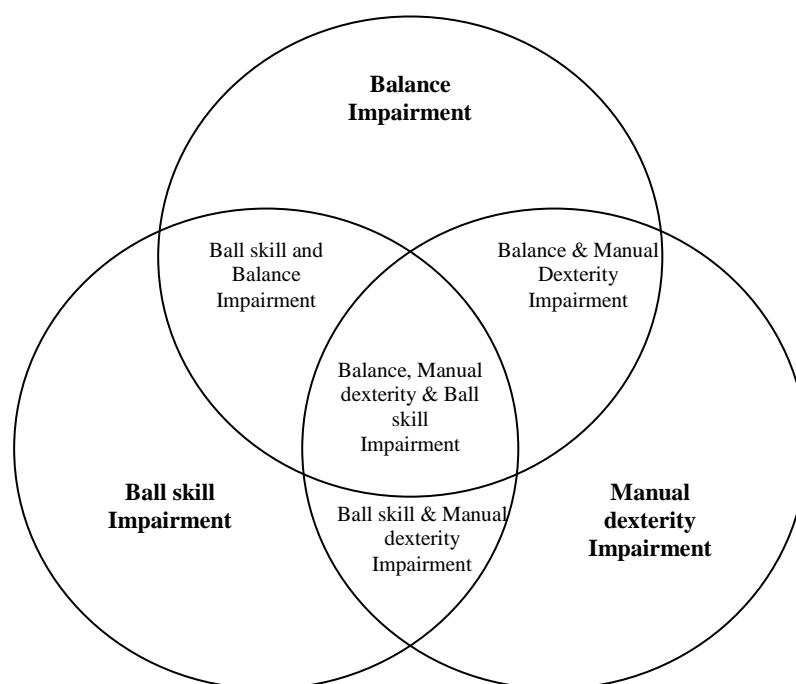 Balance
Impairment
Ball skill and
Balance
Impairment
Balance & Manual
Dexterity
Impairment
Balance, Manual
dexterity & Ball
skill
Impairment
Ball skill
Impairment
Manual
dexterity
Impairment
Ball skill & Manual
dexterity
Impairment